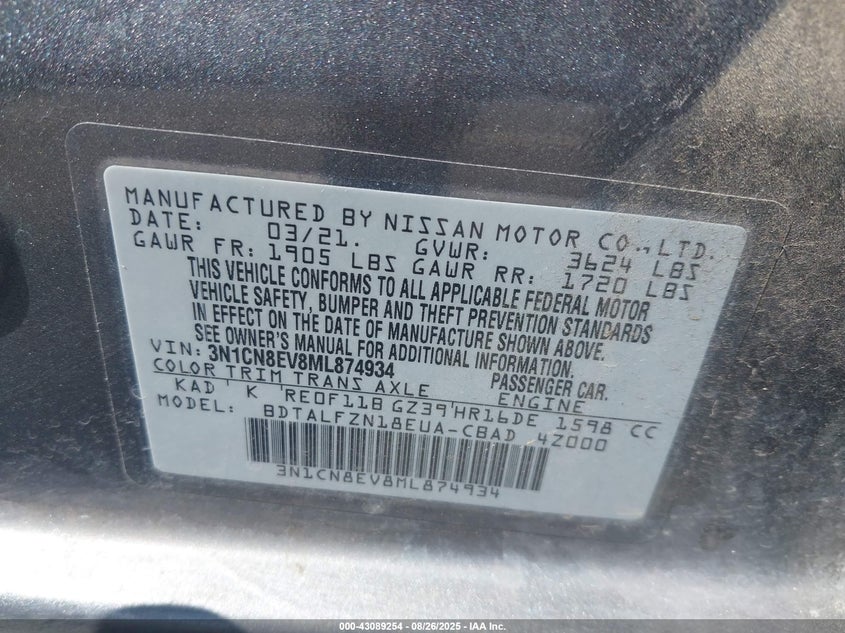 MANUFACTURED BY NISSAN MOTOR CO.,LTD.
DATE: 03/21. GVWR: 3624 LBS
GAWR FR: 1905 LBS GAWR RR: 1720 LBS
THIS VEHICLE CONFORMS TO ALL APPLICABLE FEDERAL MOTOR
VEHICLE SAFETY, BUMPER AND THEFT PREVENTION STANDARDS
IN EFFECT ON THE DATE OF MANUFACTURE SHOWN ABOVE.
SEE OWNER'S MANUAL FOR ADDITIONAL INFORMATION.
VIN: 3N1CN8EV8ML874934 PASSENGER CAR.
COLOR TRIM TRANS AXLE ENGINE
KAD ' K RE0F11B GZ39'HR16DE 1598 CC
MODEL: BDTALFZN18EUA-CBAD 4Z000
3N1CN8EV8ML874934
000-43089254 - 08/26/2025 - IAA Inc.